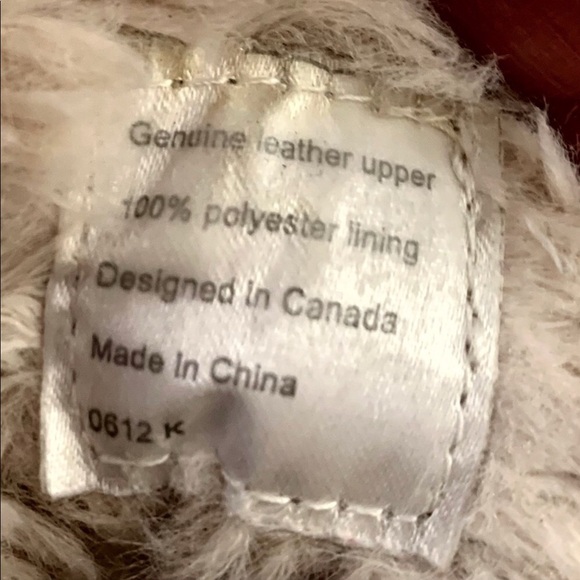 Genuine leather upper
100% polyester lining
Designed in Canada
Made in China
0612 K